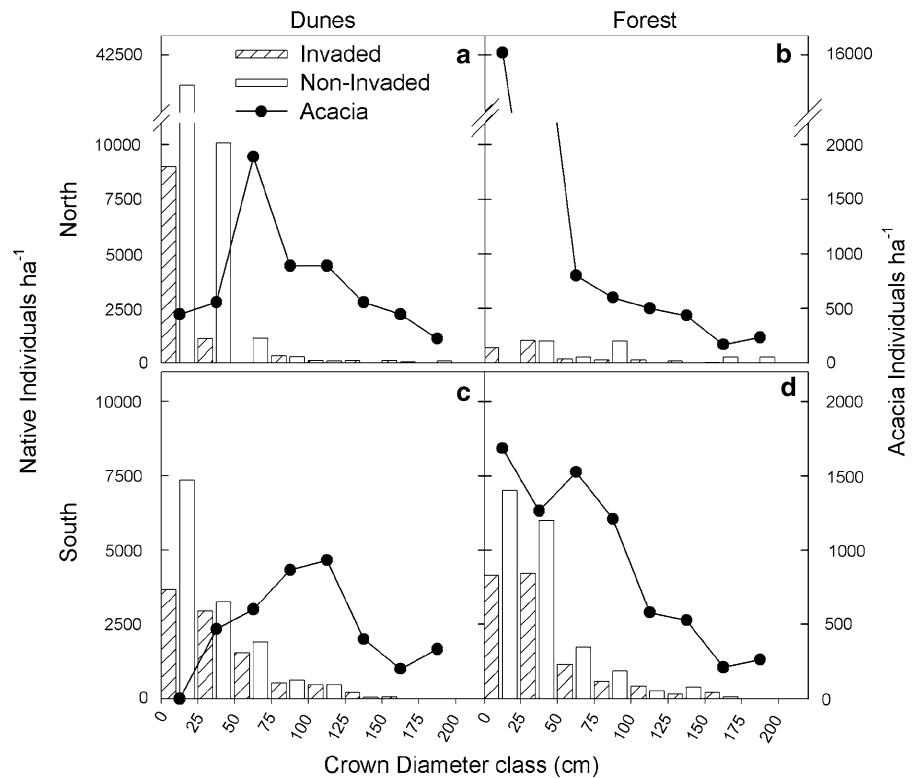 Dunes
Forest
42500
Invaded
Non-Invaded
Acacia
a
b
16000
North
10000
7500
5000
2500
0
2000
1500
1000
500
0
Native Individuals ha-1
Acacia Individuals ha-1
South
10000
7500
5000
2500
0
c
d
2000
1500
1000
500
0
0 25 50 75 100 125 150 175 200
0 25 50 75 100 125 150 175 200
Crown Diameter class (cm)